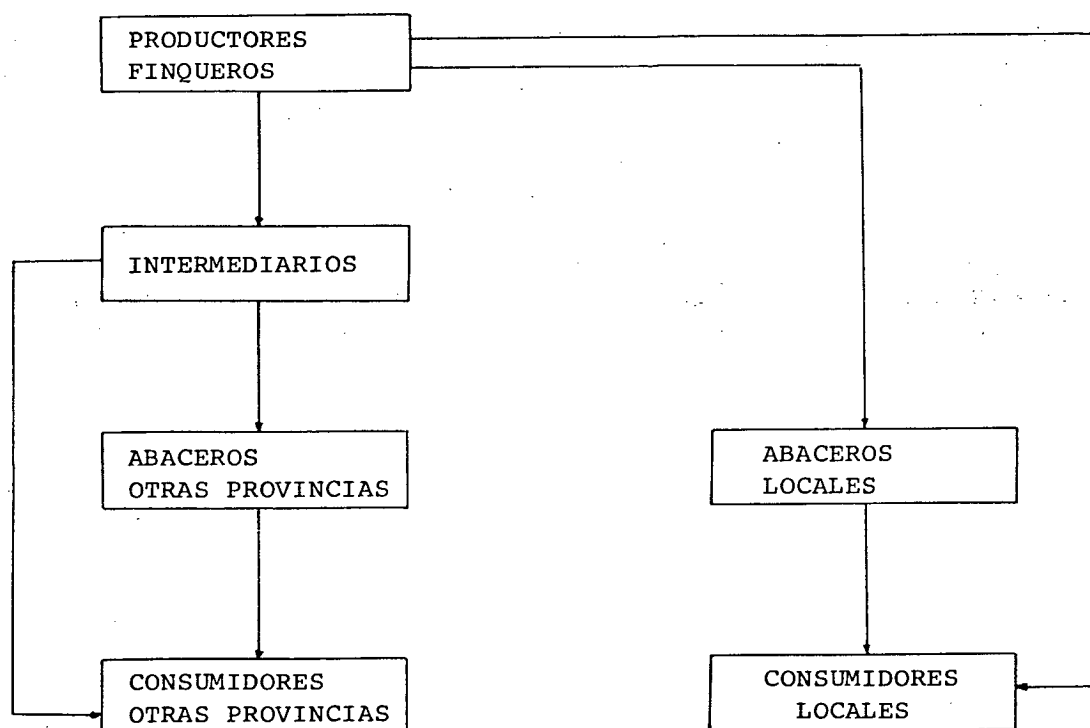 PRODUCTORES
FINQUEROS
INTERMEDIARIOS
ABACEROS
OTRAS PROVINCIAS
ABACEROS
LOCALES
CONSUMIDORES
OTRAS PROVINCIAS
CONSUMIDORES
LOCALES